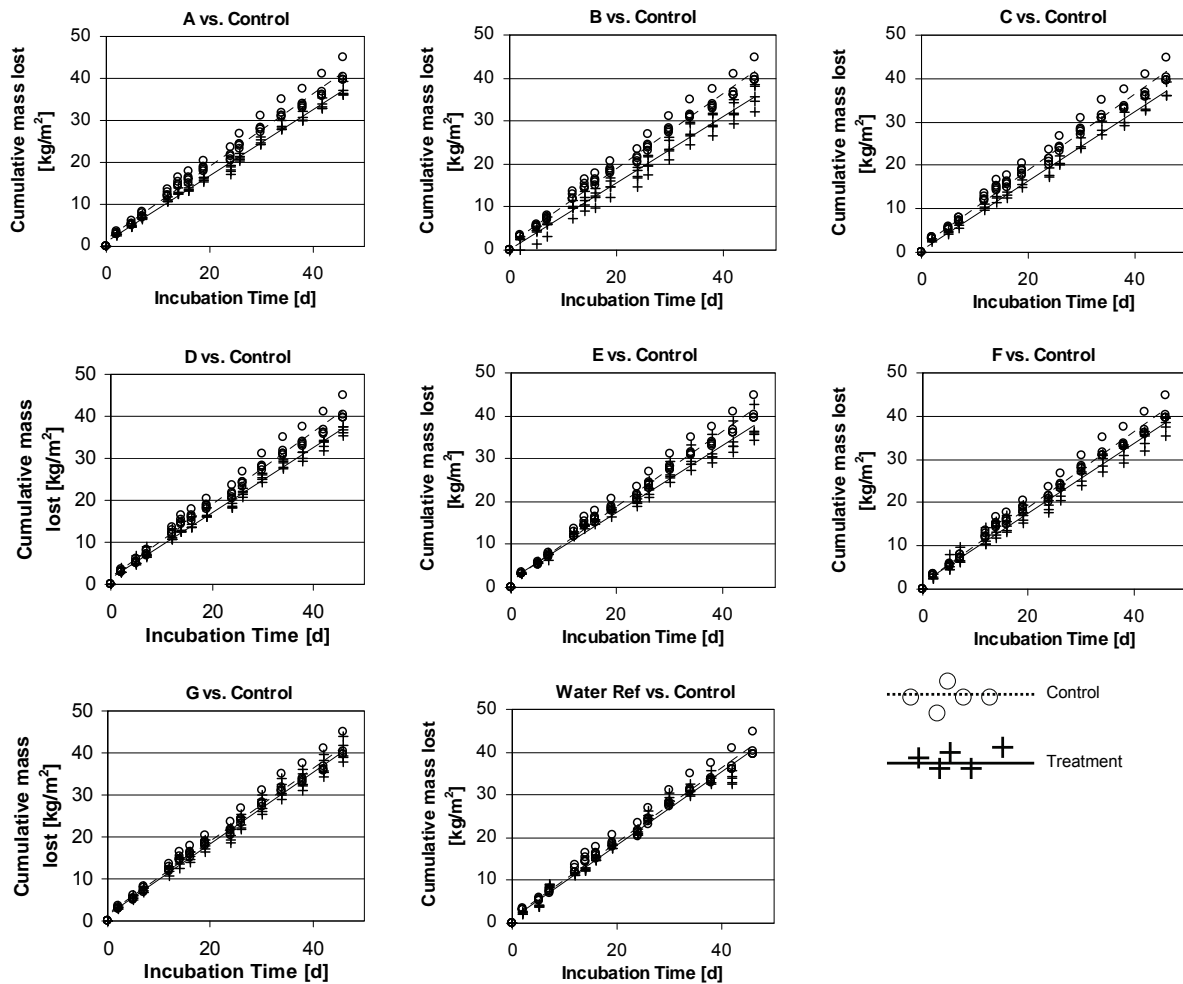 A vs. Control
Cumulative mass lost
[kg/m²]
50
40
30
20
10
0
0 20 40
Incubation Time [d]
B vs. Control
Cumulative mass lost
[kg/m²]
50
40
30
20
10
0
0 20 40
Incubation Time [d]
C vs. Control
Cumulative mass lost
[kg/m²]
50
40
30
20
10
0
0 20 40
Incubation Time [d]
D vs. Control
Cumulative mass
lost [kg/m²]
50
40
30
20
10
0
0 20 40
Incubation Time [d]
E vs. Control
Cumulative mass lost
[kg/m²]
50
40
30
20
10
0
0 20 40
Incubation Time [d]
F vs. Control
Cumulative mass lost
[kg/m²]
50
40
30
20
10
0
0 20 40
Incubation Time [d]
G vs. Control
Cumulative mass
lost [kg/m²]
50
40
30
20
10
0
0 20 40
Incubation Time [d]
Water Ref vs. Control
Cumulative mass lost
[kg/m²]
50
40
30
20
10
0
0 20 40
Incubation Time [d]
Control
Treatment